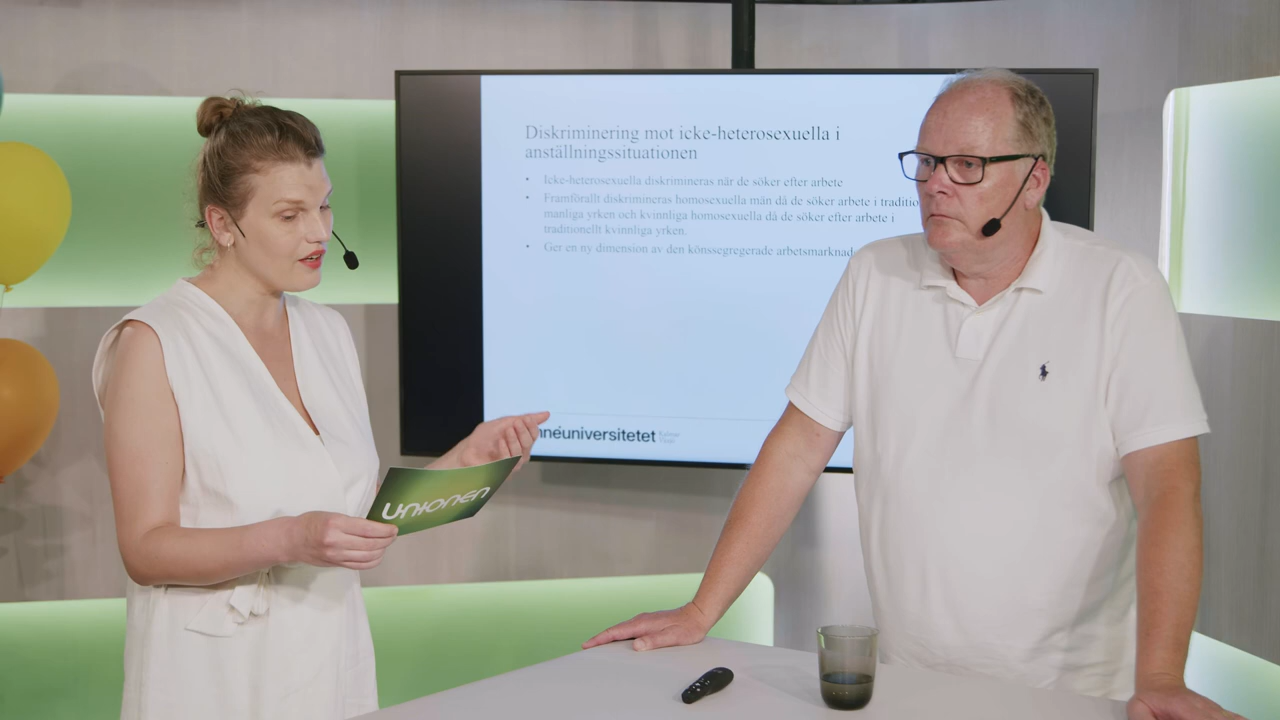 Diskriminering mot icke-heterosexuella i
anställningssituationen
• Icke-heterosexuella diskrimineras när de söker efter arbete
• Framförallt diskrimineras homosexuella män då de söker arbete i traditio
manliga yrken och kvinnliga homosexuella då de söker efter arbete i
traditionellt kvinnliga yrken.
• Ger en ny dimension av den könssegregerade arbetsmarknad
nnéuniversitetet
unionen